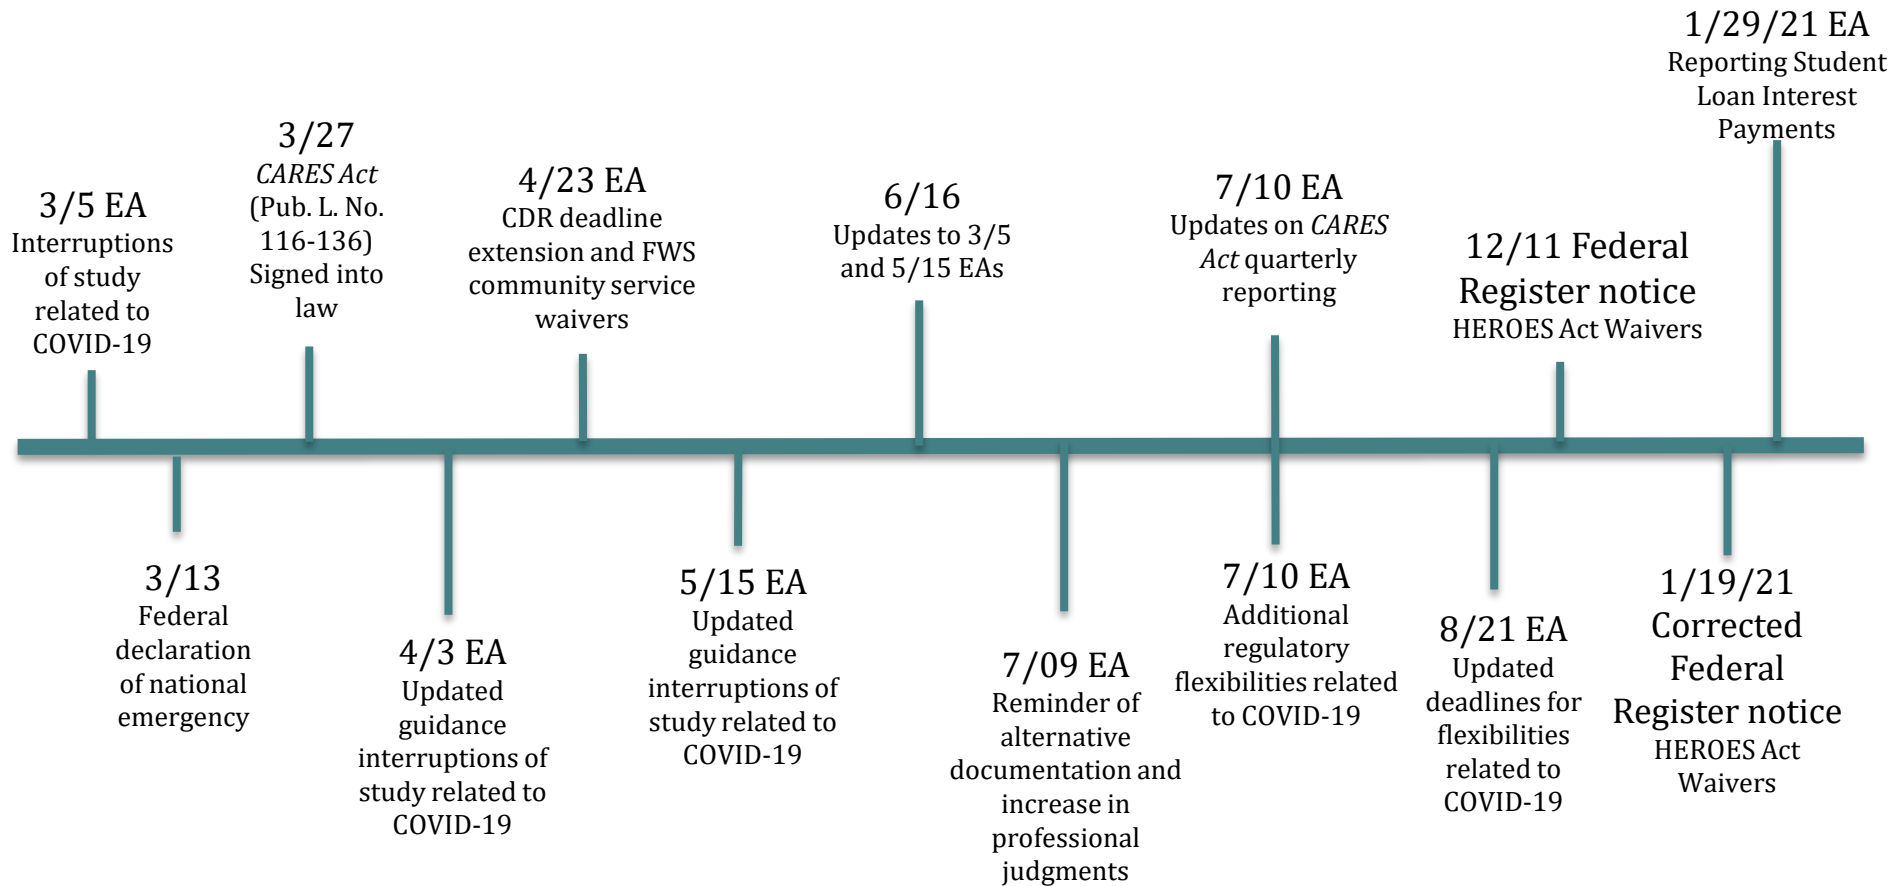 3/5 EA
Interruptions
of study
related to
COVID-19
3/13
Federal
declaration
of national
emergency
3/27
CARES Act
(Pub. L. No.
116-136)
Signed into
law
4/3 EA
Updated
guidance
interruptions of
study related to
COVID-19
4/23 EA
CDR deadline
extension and FWS
community service
waivers
5/15 EA
Updated
guidance
interruptions of
study related to
COVID-19
6/16
Updates to 3/5
and 5/15 EAs
7/09 EA
Reminder of
alternative
documentation and
increase in
professional
judgments
7/10 EA
Updates on CARES
Act quarterly
reporting
7/10 EA
Additional
regulatory
flexibilities related
to COVID-19
8/21 EA
Updated
deadlines for
flexibilities
related to
COVID-19
12/11 Federal
Register notice
HEROES Act Waivers
1/19/21
Corrected
Federal
Register notice
HEROES Act
Waivers
1/29/21 EA
Reporting Student
Loan Interest
Payments